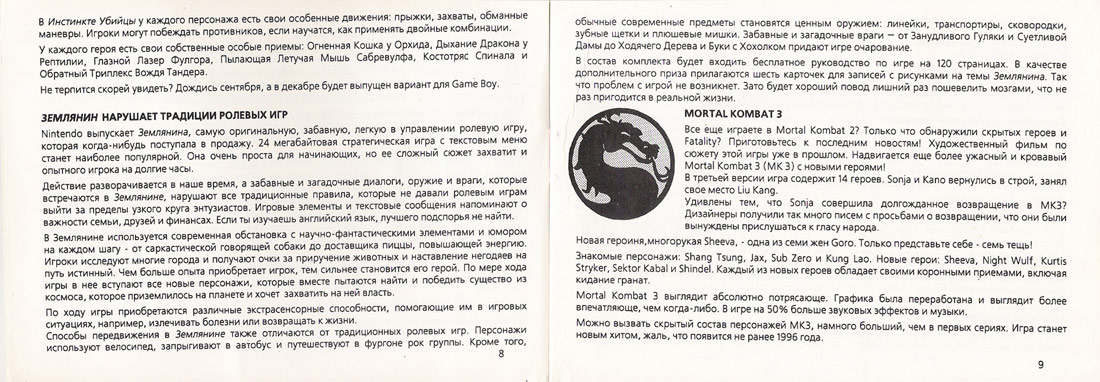 В Инстинкте Убийцы у каждого персонажа есть свои особенные движения: прыжки, захваты, обманные
маневры. Игроки могут побеждать противников, если научатся, как применять двойные комбинации.
У каждого героя есть свои собственные особые приемы: Огненная Кошка у Орхида, Дыхание Дракона у
Рептилии, Глазной Лазер Фулгора, Пылающая Летучая Мышь Сабревулфа, Костотряс Спинала и
Обратный Триплекс Вождя Тандера.
Не терпится скорей увидеть? Дождись сентября, а в декабре будет выпущен вариант для Game Boy.
ЗЕМЛЯНИН НАРУШАЕТ ТРАДИЦИИ РОЛЕВЫХ ИГР
Nintendo выпускает Землянина, самую оригинальную, забавную, легкую в управлении ролевую игру,
которая когда-нибудь поступала в продажу. 24 мегабайтовая стратегическая игра с текстовым меню
станет наиболее популярной. Она очень проста для начинающих, но ее сложный сюжет захватит и
опытного игрока на долгие часы.
Действие разворачивается в наше время, а забавные и загадочные диалоги, оружие и враги, которые
встречаются в Землянине, нарушают все традиционные правила, которые не давали ролевым играм
выйти за пределы узкого круга энтузиастов. Игровые элементы и текстовые сообщения напоминают о
важности семьи, друзей и финансах. Если ты изучаешь английский язык, лучшего подспорья не найти.
В Землянине используется современная обстановка с научно-фантастическими элементами и юмором
на каждом шагу - от саркастической говорящей собаки до доставщика пиццы, повышающей энергию.
Игроки исследуют многие города и получают очки за приручение животных и наставление негодяев на
путь истинный. Чем больше опыта приобретает игрок, тем сильнее становится его герой. По мере хода
игры в нее вступают все новые персонажи, которые вместе пытаются найти и победить существо из
космоса, которое приземлилось на планете и хочет захватить на ней власть.
По ходу игры приобретаются различные экстрасенсорные способности, помогающие им в игровых
ситуациях, например, излечивать болезни или возвращать к жизни.
Способы передвижения в Землянине также отличаются от традиционных ролевых игр. Персонажи
используют велосипед, запрыгивают в автобус и путешествуют в фургоне рок группы. Кроме того,
8
обычные современные предметы становятся ценным оружием: линейки, транспортиры, сковородки,
зубные щетки и плюшевые мишки. Забавные и загадочные враги — от Занудливого Гуляки и Суетливой
Дамы до Ходячего Дерева и Буки с Хохолком придают игре очарование.
В состав комплекта будет входить бесплатное руководство по игре на 120 страницах. В качестве
дополнительного приза прилагаются шесть карточек для записей с рисунками на темы Землянина. Так
что проблем с игрой не возникнет. Зато будет хороший повод лишний раз пошевелить мозгами, что не
раз пригодится в реальной жизни.
MORTAL KOMBAT 3
Все еще играете в Mortal Kombat 2? Только что обнаружили скрытых героев и
Fatality? Приготовьтесь к последним новостям! Художественный фильм по
сюжету этой игры уже в прошлом. Надвигается еще более ужасный и кровавый
Mortal Kombat 3 (МК 3) с новыми героями!
В третьей версии игра содержит 14 героев. Sonja и Kano вернулись в строй, занял
свое место Liu Kang.
Удивлены тем, что Sonja совершила долгожданное возвращение в МК3?
Дизайнеры получили так много писем с просьбами о возвращении, что они были
вынуждены прислушаться к гласу народа.
Новая героиня,многорукая Sheeva, - одна из семи жен Goro. Только представьте себе - семь тещь!
Знакомые персонажи: Shang Tsung, Jax, Sub Zero и Kung Lao. Новые герои: Sheeva, Night Wulf, Kurtis
Stryker, Sektor Kabal и Shindel. Каждый из новых героев обладает своими коронными приемами, включая
кидание гранат.
Mortal Kombat 3 выглядит абсолютно потрясающе. Графика была переработана и выглядит более
впечатляюще, чем когда-либо. В игре на 50% больше звуковых эффектов и музыки.
Можно вызвать скрытый состав персонажей МК3, намного больший, чем в первых сериях. Игра станет
новым хитом, жаль, что появится не ранее 1996 года.
9